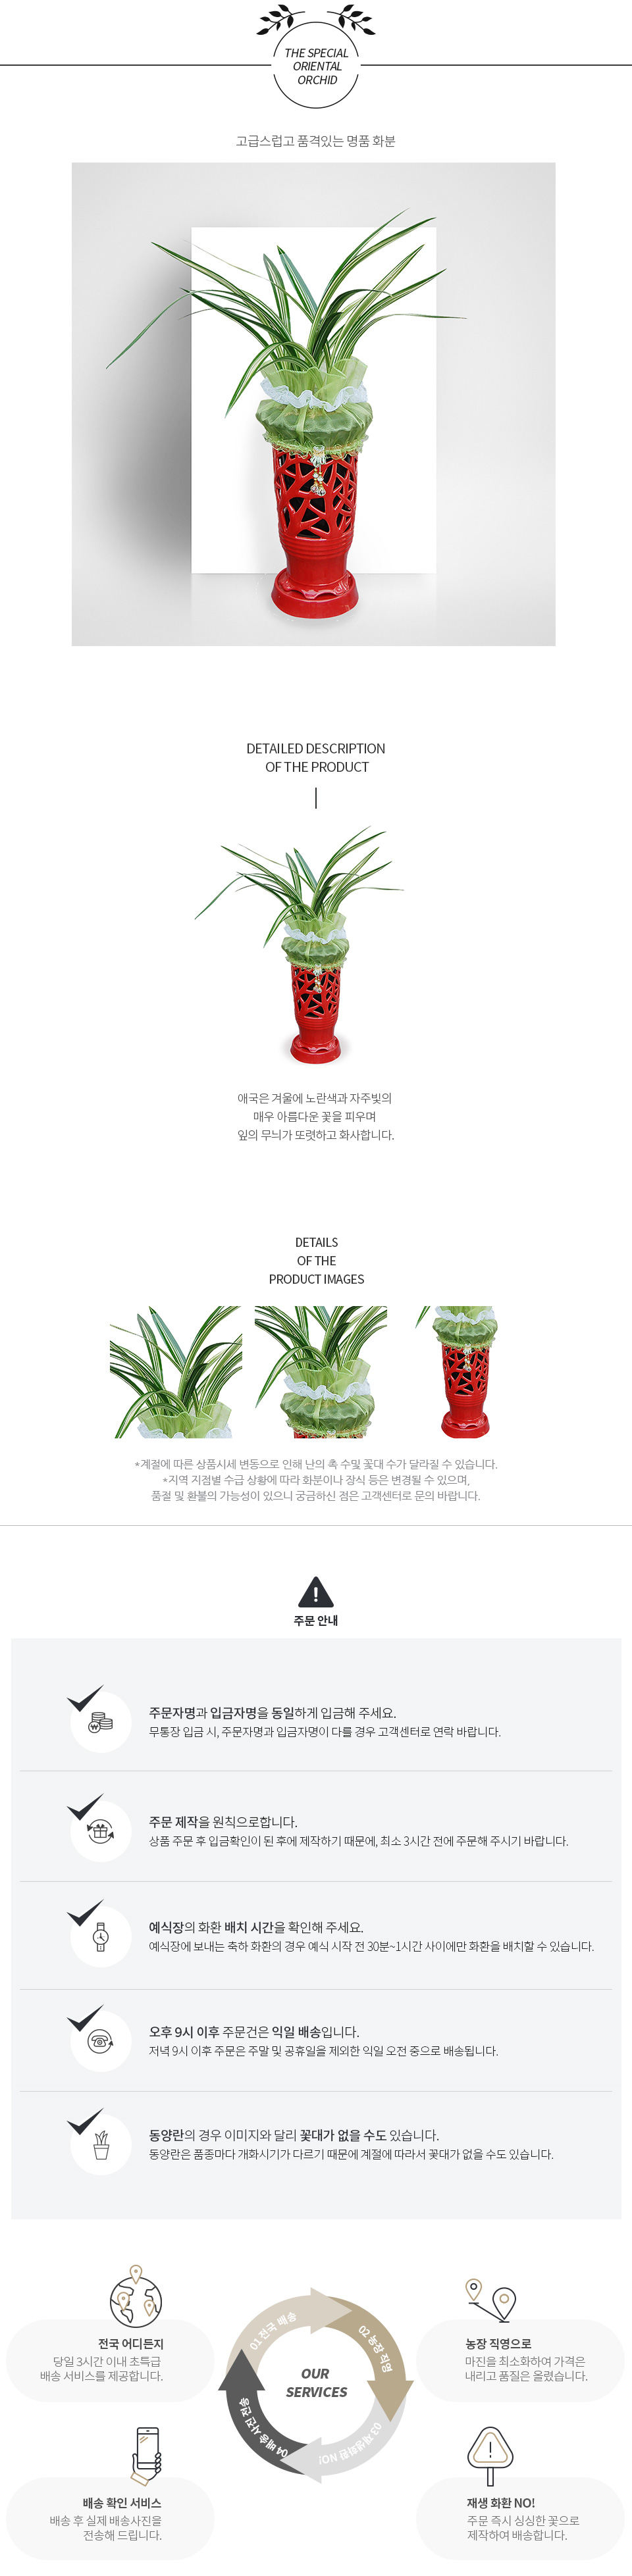 THE SPECIAL
ORIENTAL
ORCHID
고급스럽고 품격있는 명품 화분
DETAILED DESCRIPTION
OF THE PRODUCT
애국은 겨울에 노란색과 자주빛의
매우 아름다운 꽃을 피우며
잎의 무늬가 또렷하고 화사합니다.
DETAILS
OF THE
PRODUCT IMAGES
*계절에 따른 상품시세 변동으로 인해 난의 촉 수및 꽃대 수가 달라질 수 있습니다.
*지역 지점별 수급 상황에 따라 화분이나 장식 등은 변경될 수 있으며,
품절 및 환불의 가능성이 있으니 궁금하신 점은 고객센터로 문의 바랍니다.
주문 안내
주문자명과 입금자명을 동일하게 입금해 주세요.
무통장 입금 시, 주문자명과 입금자명이 다를 경우 고객센터로 연락 바랍니다.
주문 제작을 원칙으로합니다.
상품 주문 후 입금확인이 된 후에 제작하기 때문에, 최소 3시간 전에 주문해 주시기 바랍니다.
예식장의 화환 배치 시간을 확인해 주세요.
예식장에 보내는 축하 화환의 경우 예식 시작 전 30분~1시간 사이에만 화환을 배치할 수 있습니다.
오후 9시 이후 주문건은 익일 배송입니다.
저녁 9시 이후 주문은 주말 및 공휴일을 제외한 익일 오전 중으로 배송됩니다.
동양란의 경우 이미지와 달리 꽃대가 없을 수도 있습니다.
동양란은 품종마다 개화시기가 다르기 때문에 계절에 따라서 꽃대가 없을 수도 있습니다.
전국 어디든지
당일 3시간 이내 초특급
배송 서비스를 제공합니다.
농장 직영으로
마진을 최소화하여 가격은
내리고 품질은 올렸습니다.
01 전국 배송
02 농장 직영
OUR
SERVICES
03 재생화환 NO!
04 배송사진 전송
배송 확인 서비스
배송 후 실제 배송사진을
전송해 드립니다.
재생 화환 NO!
주문 즉시 싱싱한 꽃으로
제작하여 배송합니다.